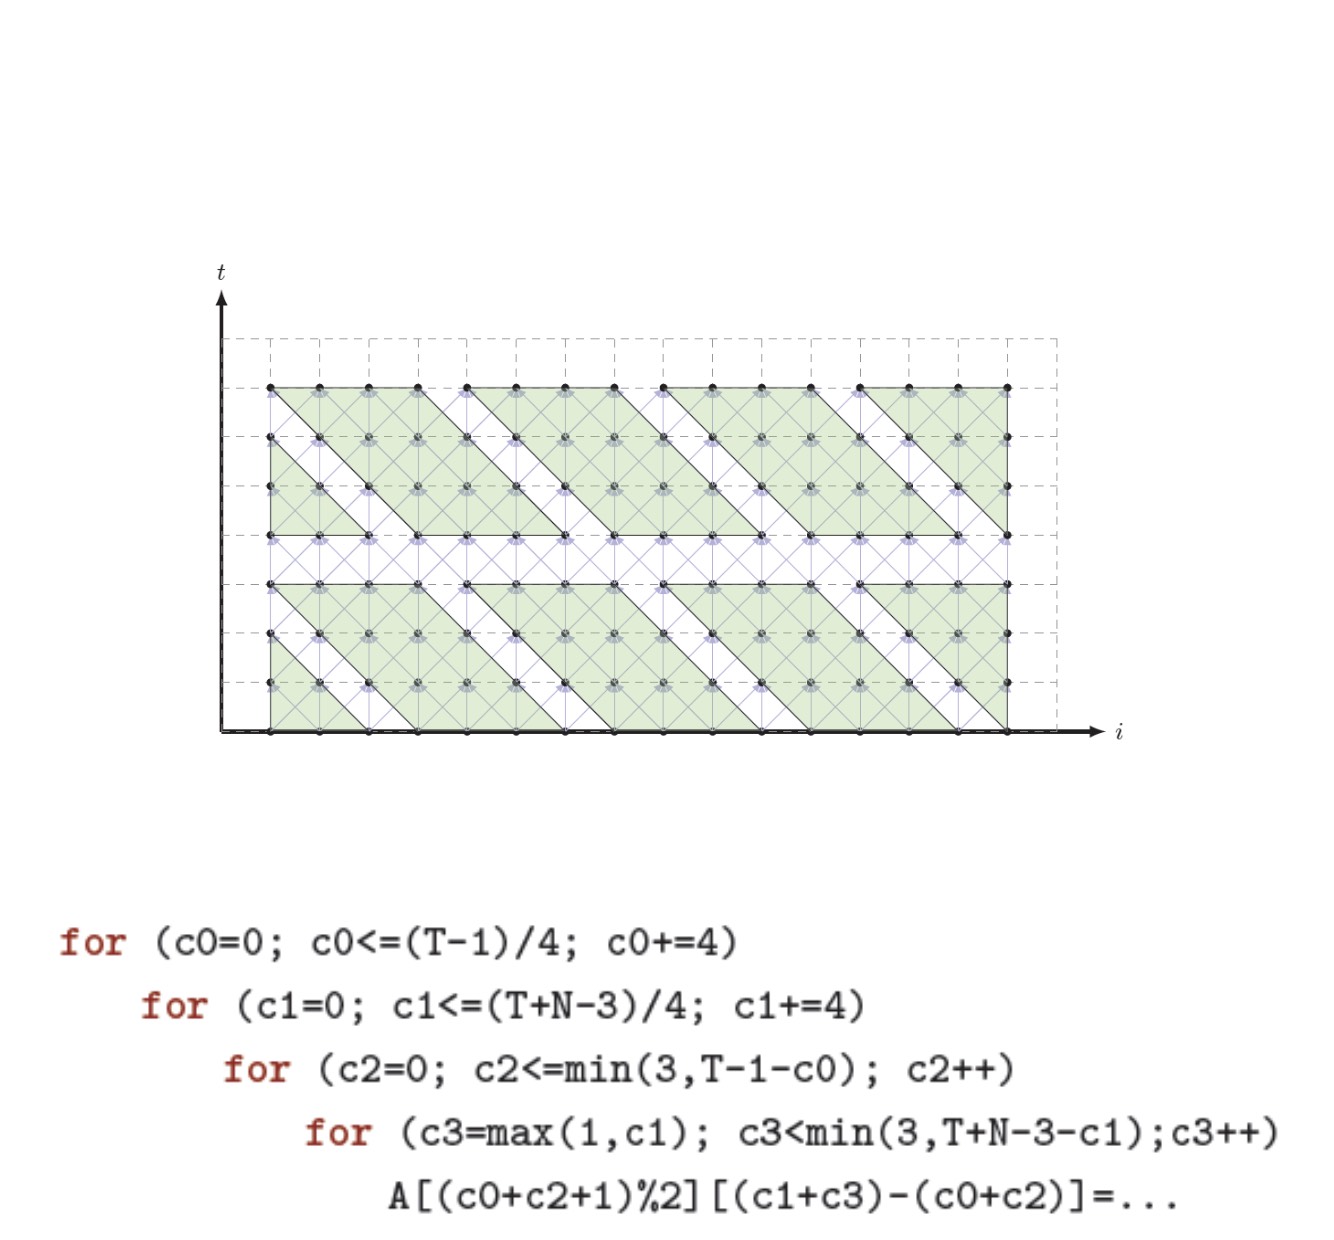 t
i
for (c0=0; c0<=(T-1)/4; c0+=4)
for (c1=0; c1<=(T+N-3)/4; c1+=4)
for (c2=0; c2<=min(3,T-1-c0); c2++)
for (c3=max(1,c1); c3<min(3,T+N-3-c1);c3++)
A[(c0+c2+1)%2][(c1+c3)-(c0+c2)]=...